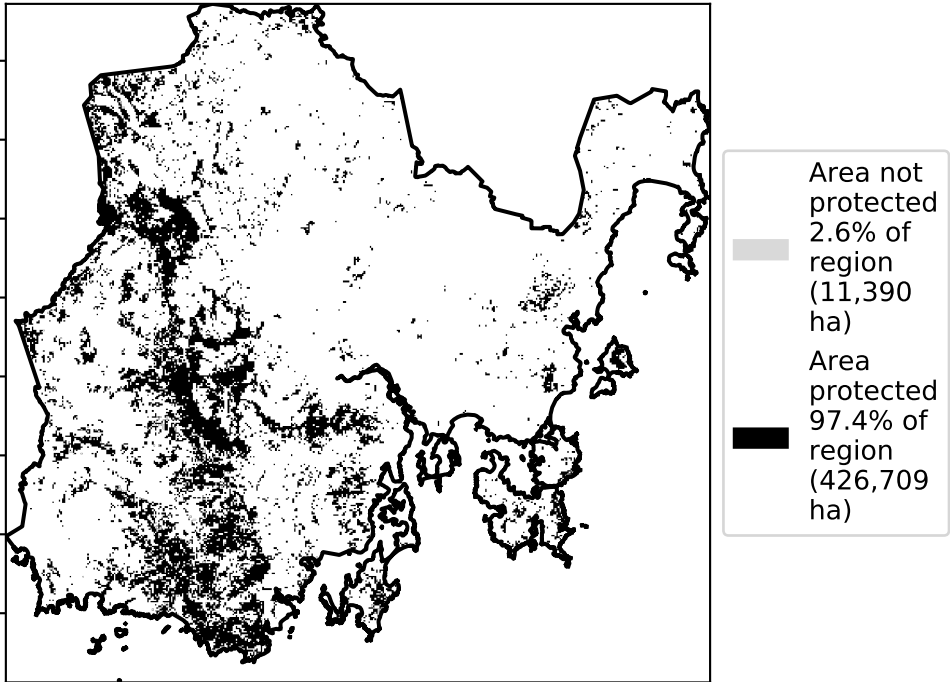 Area not
protected
2.6% of
region
(11,390
ha)
Area
protected
97.4% of
region
(426,709
ha)